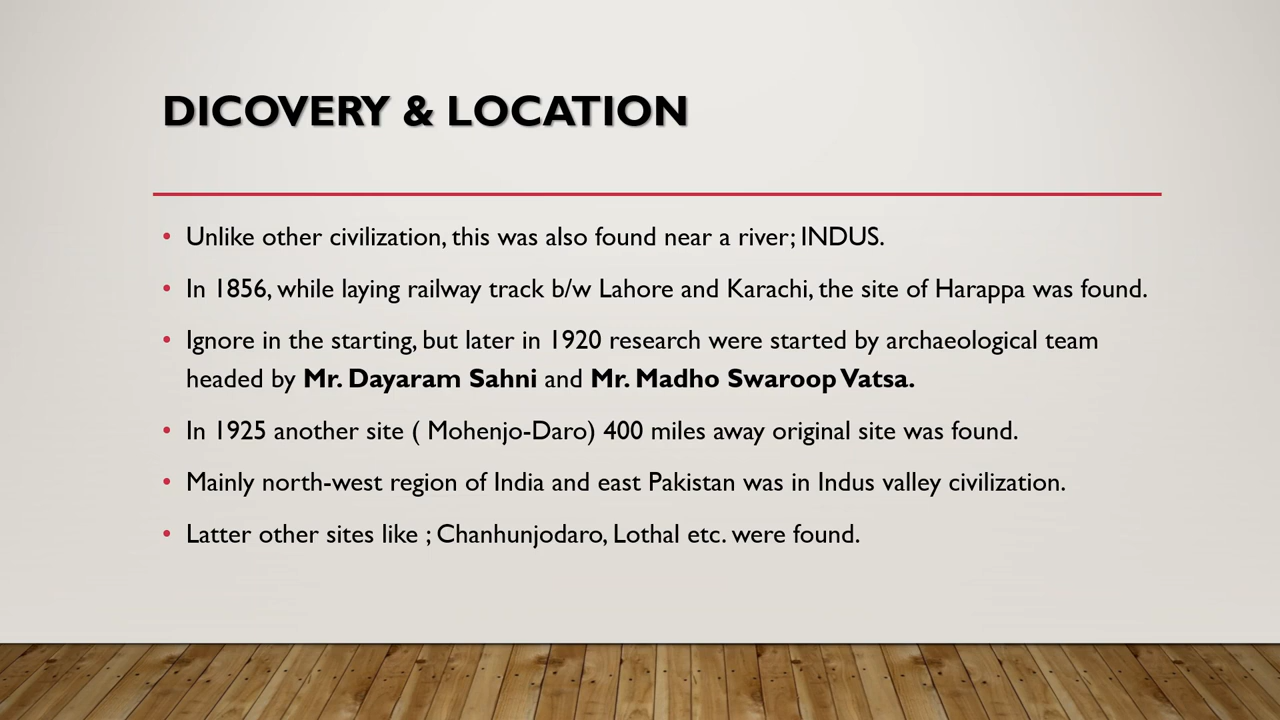 DICOVERY & LOCATION
• Unlike other civilization, this was also found near a river; INDUS.
• In 1856, while laying railway track b/w Lahore and Karachi, the site of Harappa was found.
• Ignore in the starting, but later in 1920 research were started by archaeological team
headed by Mr. Dayaram Sahni and Mr. Madho Swaroop Vatsa.
• In 1925 another site ( Mohenjo-Daro) 400 miles away original site was found.
• Mainly north-west region of India and east Pakistan was in Indus valley civilization.
• Latter other sites like ; Chanhunjodaro, Lothal etc. were found.